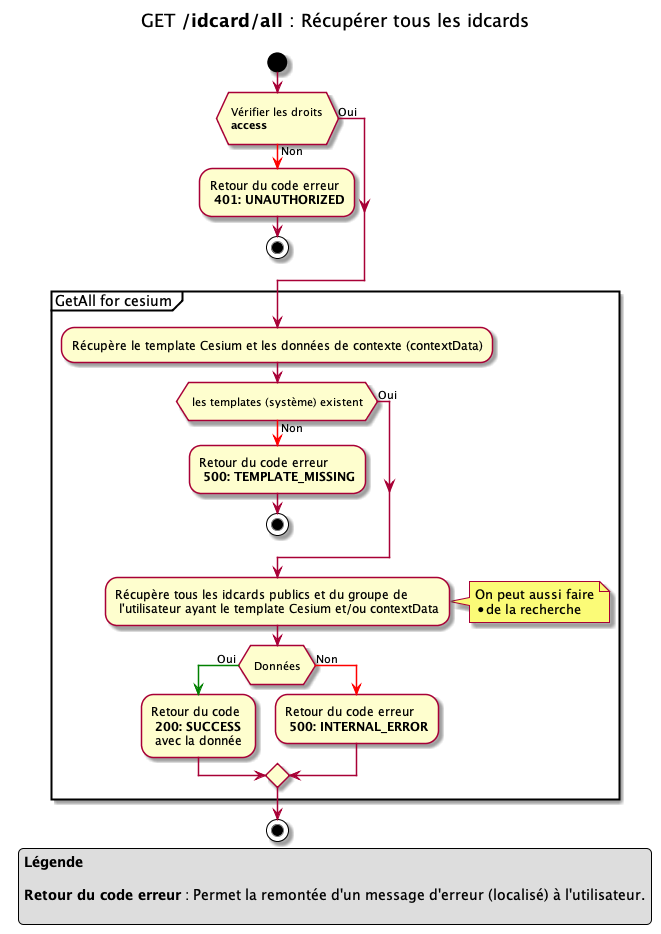 GET /idcard/all : Récupérer tous les idcards
Vérifier les droits
access
Oui
Non
Retour du code erreur
401: UNAUTHORIZED
GetAll for cesium
Récupère le template Cesium et les données de contexte (contextData)
les templates (système) existent
Oui
Non
Retour du code erreur
500: TEMPLATE_MISSING
Récupère tous les idcards publics et du groupe de
l'utilisateur ayant le template Cesium et/ou contextData
On peut aussi faire
•de la recherche
Oui
Données
Non
Retour du code
200: SUCCESS
avec la donnée
Retour du code erreur
500: INTERNAL_ERROR
Légende
Retour du code erreur : Permet la remontée d'un message d'erreur (localisé) à l'utilisateur.